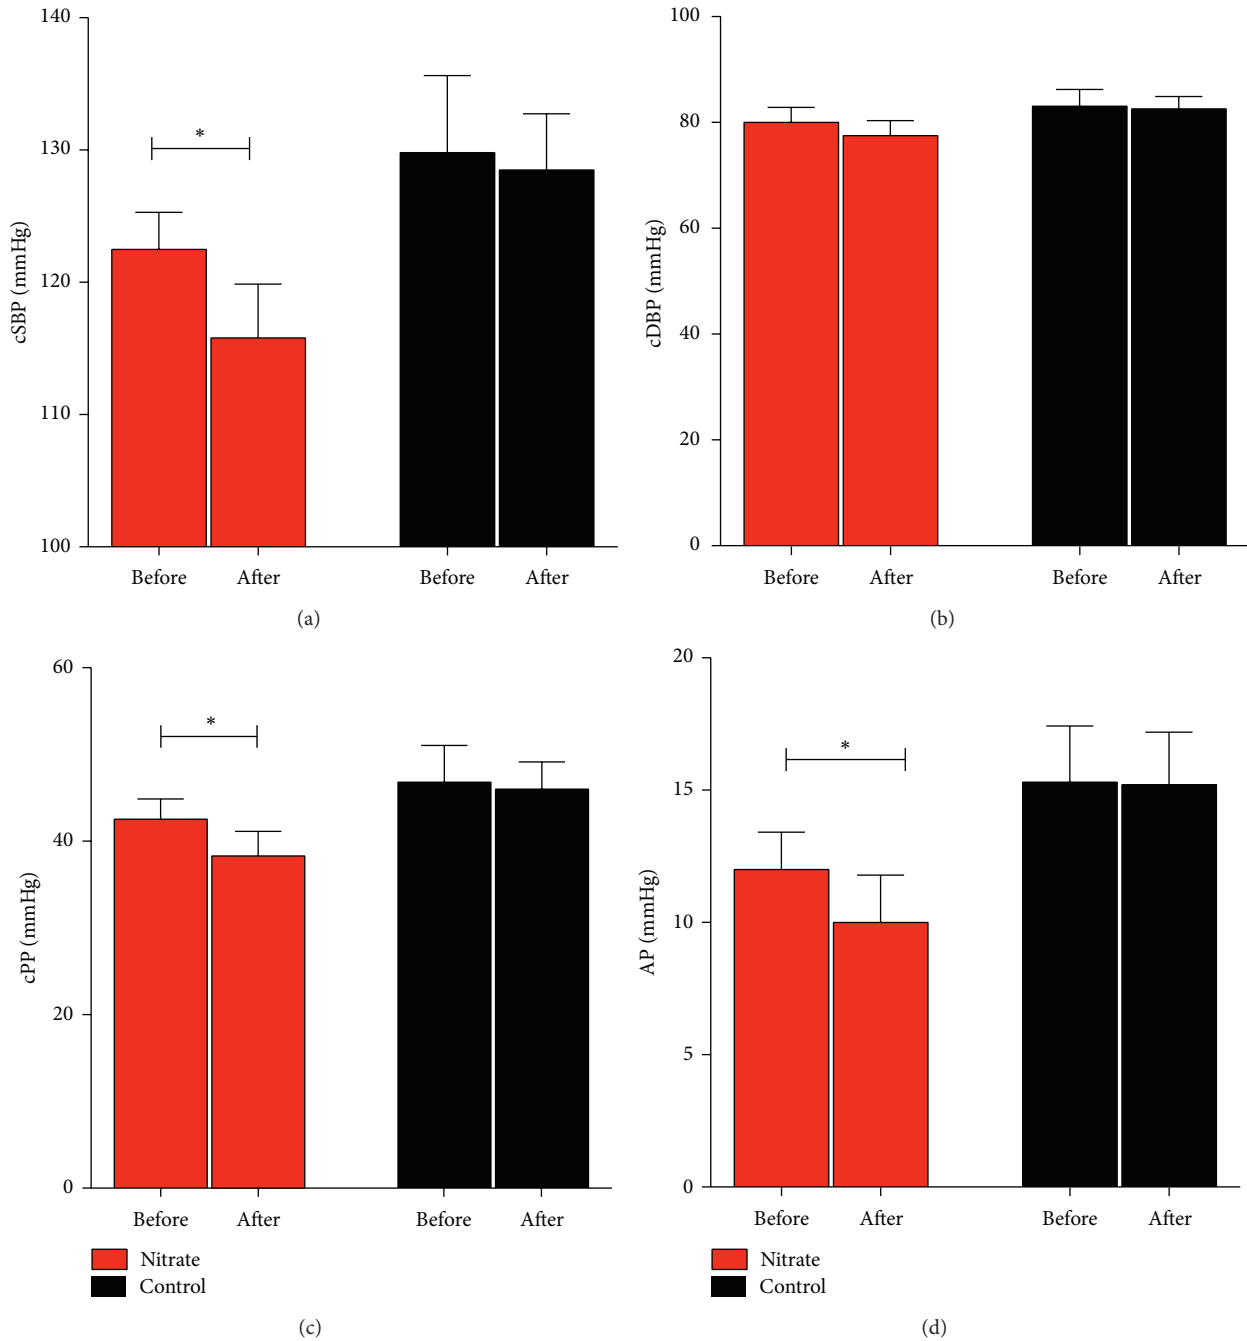 140
130
120
110
100
cSBP (mmHg)
*
Before After Before After
(a)
100
80
60
40
20
0
cDBP (mmHg)
Before After Before After
(b)
60
40
20
0
cPP (mmHg)
*
Before After Before After
Nitrate
Control
(c)
20
15
10
5
0
AP (mmHg)
*
Before After Before After
Nitrate
Control
(d)